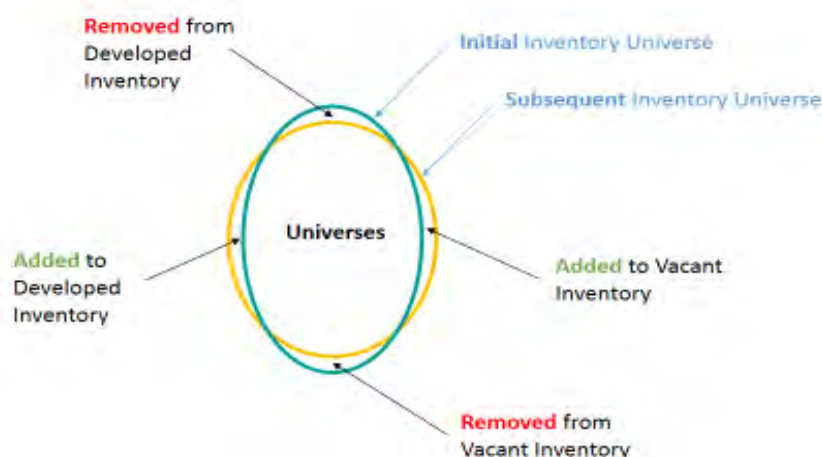 Removed from
Developed
Inventory
Initial Inventory Universe
Subsequent Inventory Universe
Universes
Added to
Developed
Inventory
Added to Vacant
Inventory
Removed from
Vacant Inventory